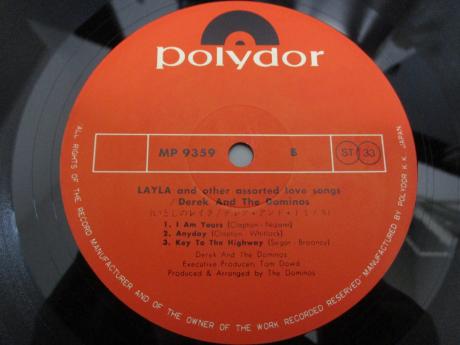 polydor
MP 9359 B ST 33
LAYLA and other assorted love songs
/ Derek And The Dominos
(いとしのレイラ/デレク・アンド・ドミノス)
1. I Am Yours (Clapton - Nezami)
2. Anyday (Clapton - Whitlock)
3. Key To The Highway (Segar - Broonzy)
Derek And The Dominos
Executive Producer: Tom Dowd
Produced & Arranged by The Dominos
ALL RIGHTS OF THE RECORD MANUFACTURER AND OF THE OWNER OF THE WORK RECORDED RESERVED · MANUFACTURED BY POLYDOR K.K. JAPAN